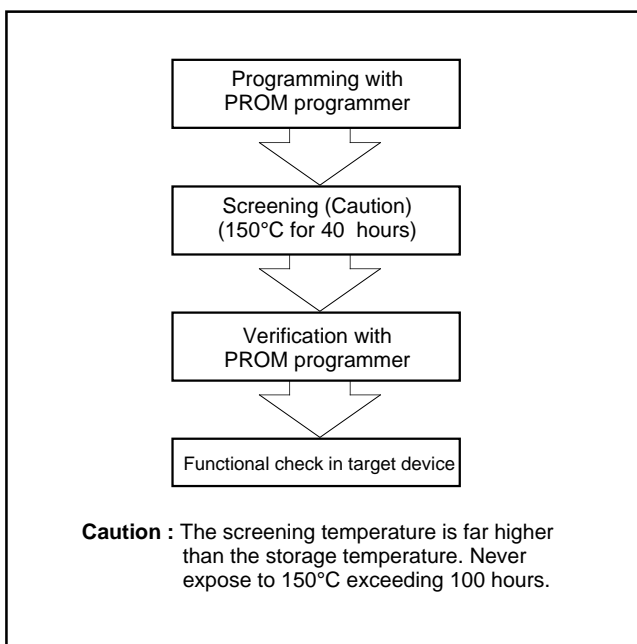 Programming with
PROM programmer
Screening (Caution)
(150°C for 40 hours)
Verification with
PROM programmer
Functional check in target device
Caution : The screening temperature is far higher
than the storage temperature. Never
expose to 150°C exceeding 100 hours.